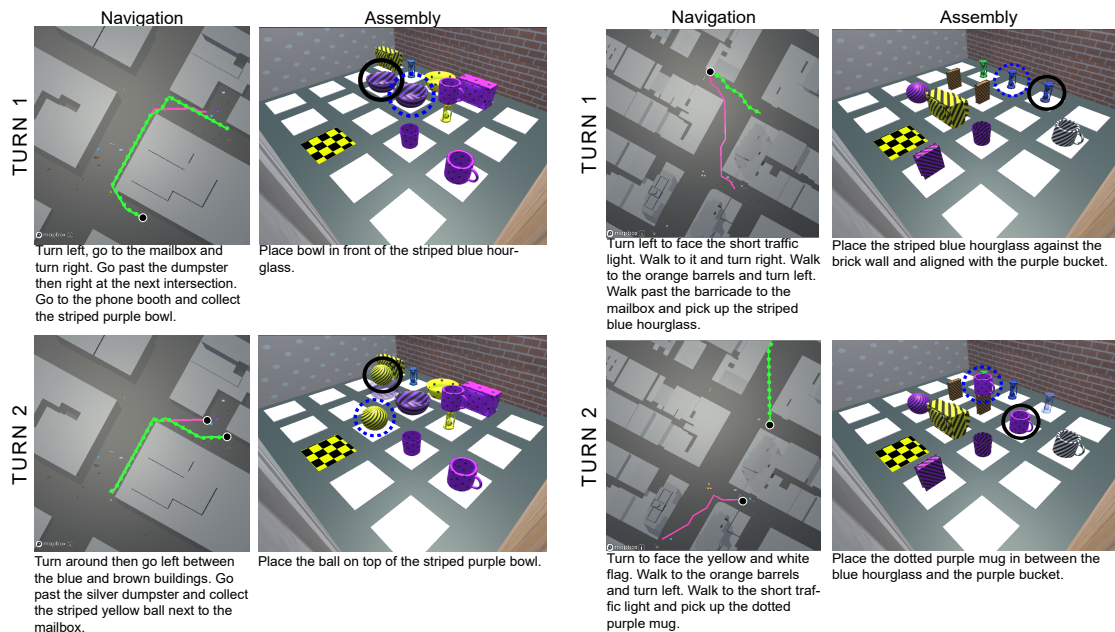 Navigation
Assembly
TURN 1
mapbox
Turn left, go to the mailbox and
turn right. Go past the dumpster
then right at the next intersection.
Go to the phone booth and collect
the striped purple bowl.
Place bowl in front of the striped blue hour-
glass.
TURN 2
mapbox
Turn around then go left between
the blue and brown buildings. Go
past the silver dumpster and collect
the striped yellow ball next to the
mailbox.
Place the ball on top of the striped purple bowl.
Navigation
Assembly
TURN 1
mapbox
Turn left to face the short traffic
light. Walk to it and turn right. Walk
to the orange barrels and turn left.
Walk past the barricade to the
mailbox and pick up the striped
blue hourglass.
Place the striped blue hourglass against the
brick wall and aligned with the purple bucket.
TURN 2
mapbox
Turn to face the yellow and white
flag. Walk to the orange barrels
and turn left. Walk to the short traf-
fic light and pick up the dotted
purple mug.
Place the dotted purple mug in between the
blue hourglass and the purple bucket.